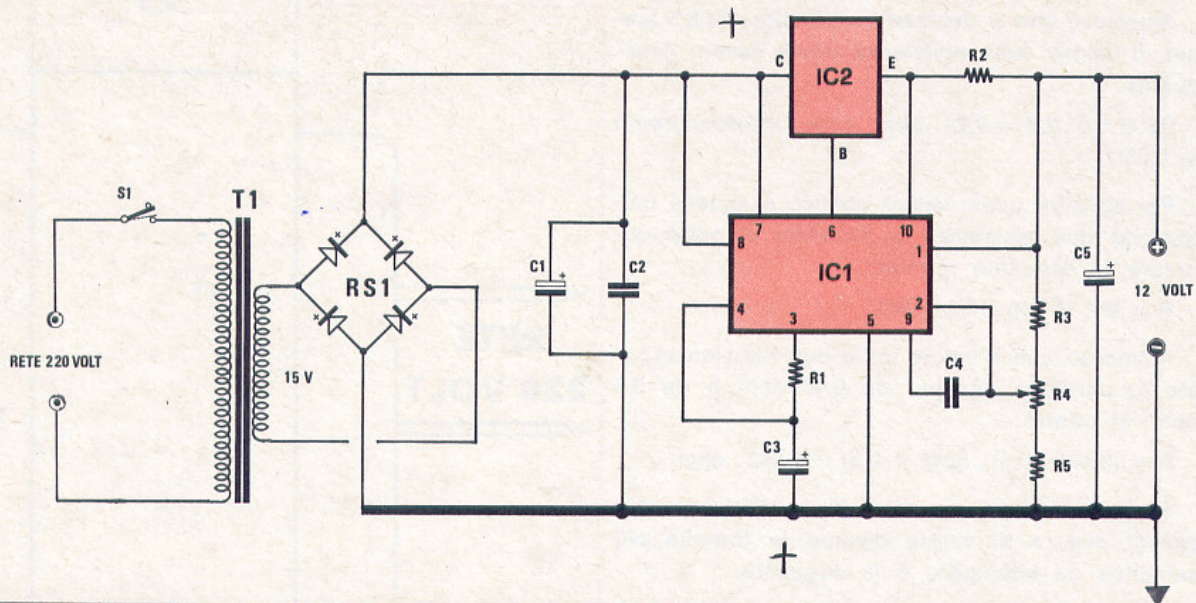 +
C
IC2
E
R2
B
S1
T1
RETE 220 VOLT
15 V
RS1
C1
+
C2
7
6
10
8
1
IC1
4
2
3
5
9
R1
C4
C3
+
R3
R4
R5
C5
+
+
12 VOLT
-
+